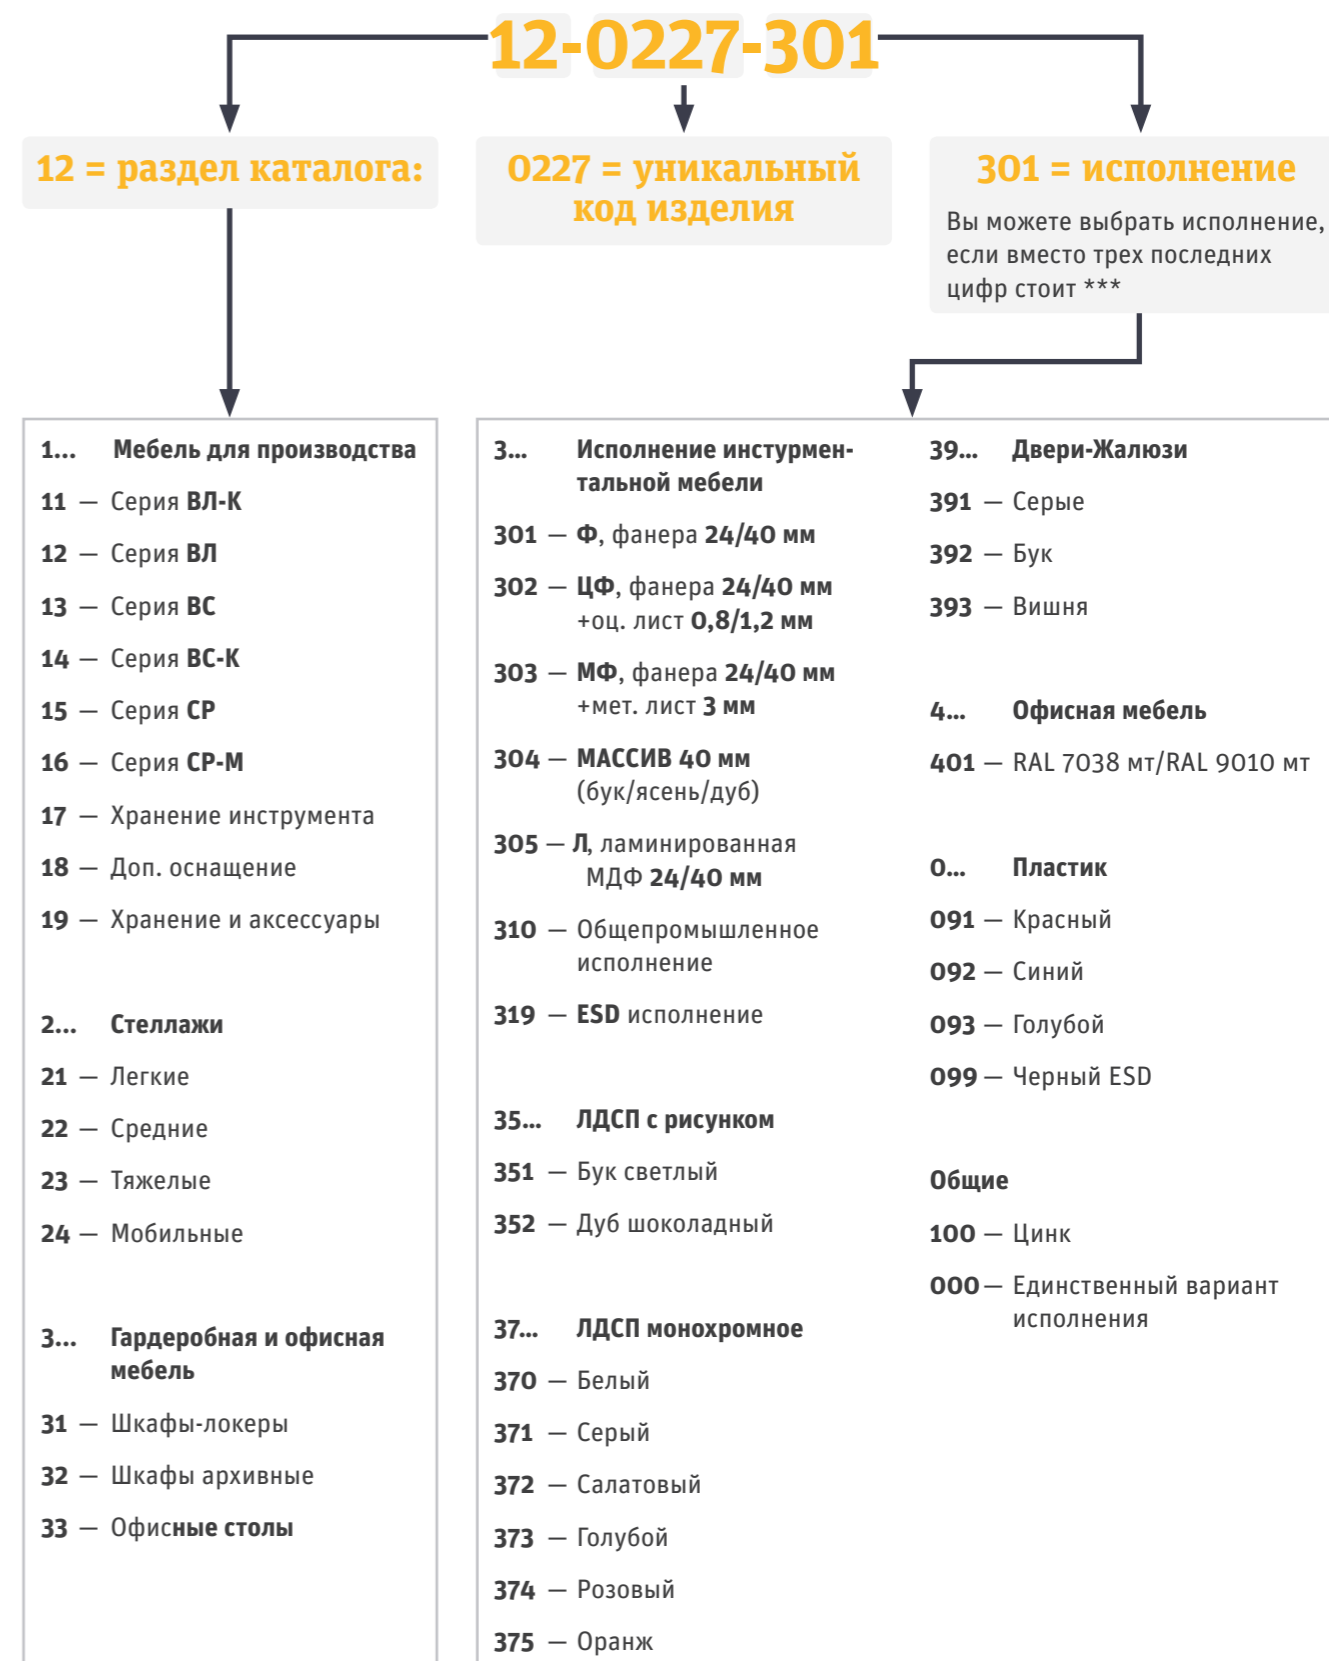 12-0227-301
12 = раздел каталога:
0227 = уникальный
код изделия
301 = исполнение
Вы можете выбрать исполнение,
если вместо трех последних
цифр стоит ***
1... Мебель для производства
11 — Серия ВЛ-К
12 — Серия ВЛ
13 — Серия ВС
14 — Серия ВС-К
15 — Серия СР
16 — Серия СР-М
17 — Хранение инструмента
18 — Доп. оснащение
19 — Хранение и аксессуары
2... Стеллажи
21 — Легкие
22 — Средние
23 — Тяжелые
24 — Мобильные
3... Гардеробная и офисная
мебель
31 — Шкафы-локеры
32 — Шкафы архивные
33 — Офисные столы
3... Исполнение инстурмен-
тальной мебели
301 — Ф, фанера 24/40 мм
302 — ЦФ, фанера 24/40 мм
+оц. лист 0,8/1,2 мм
303 — МФ, фанера 24/40 мм
+мет. лист 3 мм
304 — МАССИВ 40 мм
(бук/ясень/дуб)
305 — Л, ламинированная
МДФ 24/40 мм
310 — Общепромышленное
исполнение
319 — ESD исполнение
35... ЛДСП с рисунком
351 — Бук светлый
352 — Дуб шоколадный
37... ЛДСП монохромное
370 — Белый
371 — Серый
372 — Салатовый
373 — Голубой
374 — Розовый
375 — Оранж
39... Двери-Жалюзи
391 — Серые
392 — Бук
393 — Вишня
4... Офисная мебель
401 — RAL 7038 мт/RAL 9010 мт
0... Пластик
091 — Красный
092 — Синий
093 — Голубой
099 — Черный ESD
Общие
100 — Цинк
000 — Единственный вариант
исполнения